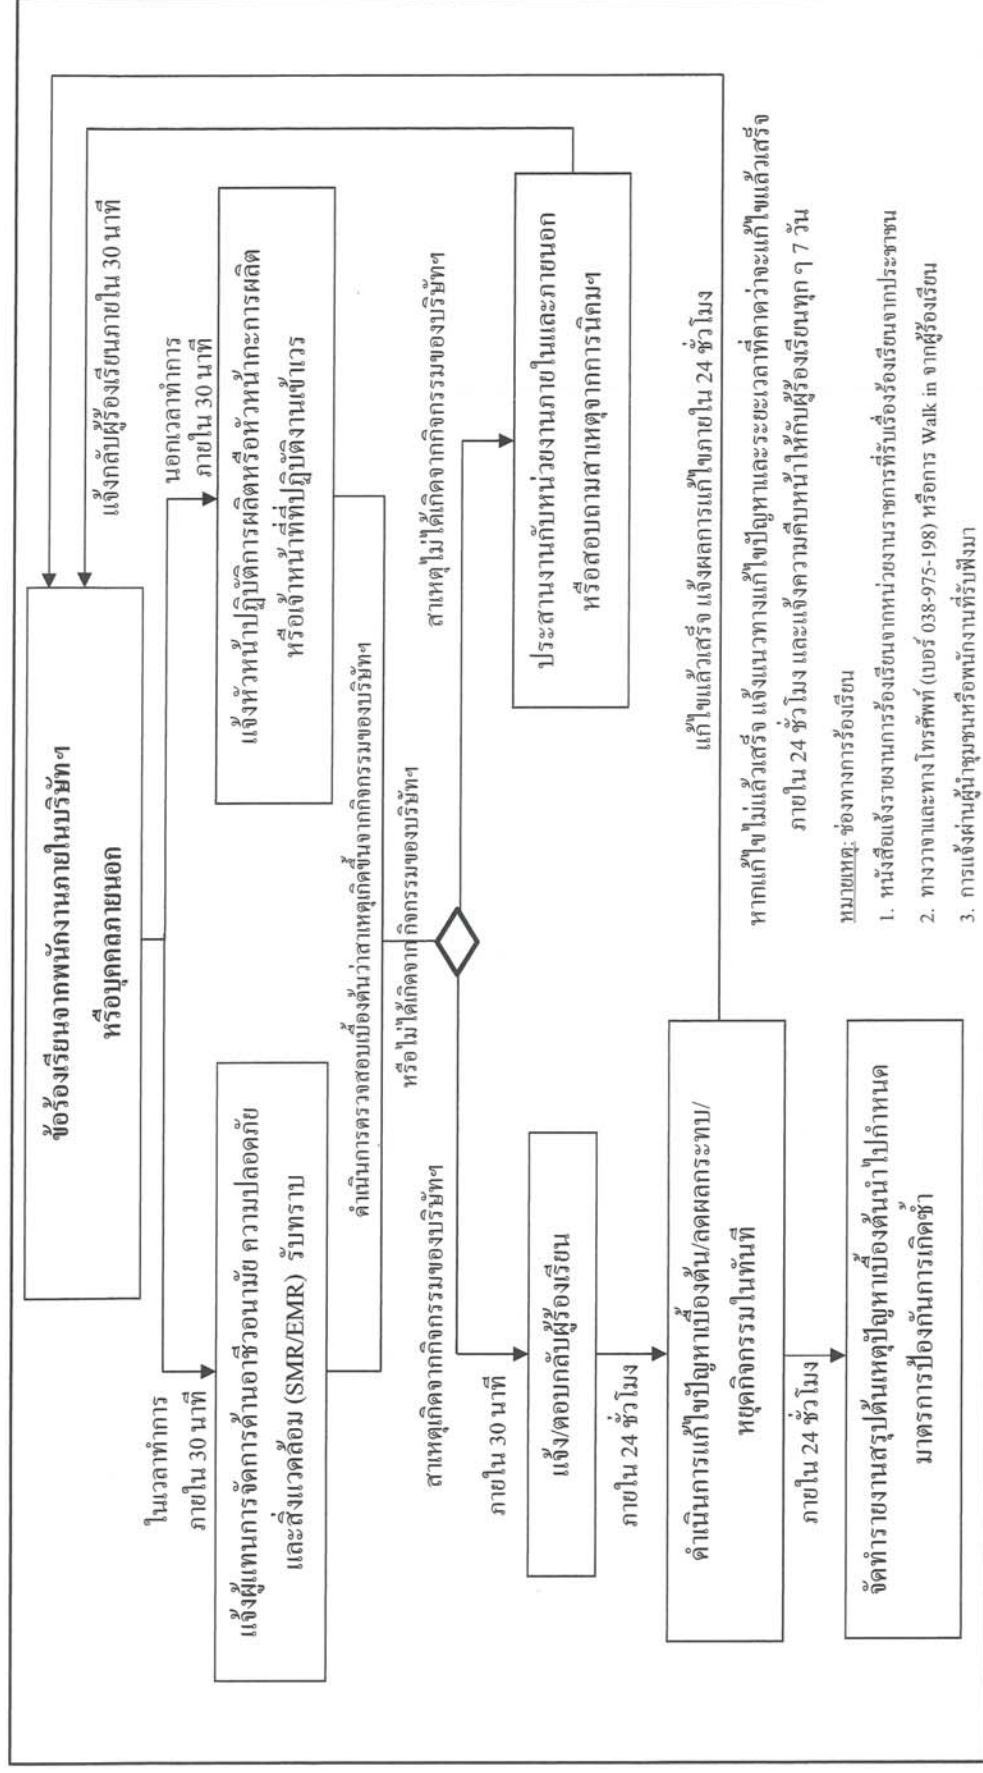 ข้อร้องเรียนจากพนักงานภายในบริษัทฯ
หรือบุคคลภายนอก
แจ้งกลับผู้ร้องเรียนภายใน 30 นาที
ในเวลาทำการ
ภายใน 30 นาที
นอกเวลาทำการ
ภายใน 30 นาที
แจ้งผู้แทนการจัดการด้านอาชีวอนามัย ความปลอดภัย
และสิ่งแวดล้อม (SMR/EMR) รับทราบ
แจ้งหัวหน้าปฏิบัติการผลิตหรือหัวหน้ากะการผลิต
หรือเจ้าหน้าที่ที่ปฏิบัติงานเข้าเวร
ดำเนินการตรวจสอบเบื้องต้นว่าสาเหตุเกิดขึ้นจากกิจกรรมของบริษัทฯ
หรือไม่ได้เกิดจากกิจกรรมของบริษัทฯ
สาเหตุเกิดจากกิจกรรมของบริษัทฯ
สาเหตุไม่ได้เกิดจากกิจกรรมของบริษัทฯ
ภายใน 30 นาที
แจ้ง/ตอบกลับผู้ร้องเรียน
ประสานงานกับหน่วยงานภายในและภายนอก
หรือสอบถามสาเหตุจากการนิคมฯ
ภายใน 24 ชั่วโมง
ดำเนินการแก้ไขปัญหาเบื้องต้น/ลดผลกระทบ/
หยุดกิจกรรมในทันที
แก้ไขแล้วเสร็จ แจ้งผลการแก้ไขภายใน 24 ชั่วโมง
หากแก้ไขไม่แล้วเสร็จ แจ้งแนวทางแก้ไขปัญหาและระยะเวลาที่คาดว่าจะแก้ไขแล้วเสร็จ
ภายใน 24 ชั่วโมง และแจ้งความคืบหน้าให้กับผู้ร้องเรียนทุก ๆ 7 วัน
ภายใน 24 ชั่วโมง
จัดทำรายงานสรุปต้นเหตุปัญหาเบื้องต้นนำไปกำหนด
มาตรการป้องกันการเกิดซ้ำ
หมายเหตุ: ช่องทางการร้องเรียน
1. หนังสือแจ้งรายงานการร้องเรียนจากหน่วยงานราชการที่รับเรื่องร้องเรียนจากประชาชน
2. ทางวาจาและทางโทรศัพท์ (เบอร์ 038-975-198) หรือการ Walk in จากผู้ร้องเรียน
3. การแจ้งผ่านผู้นำชุมชนหรือพนักงานที่รับฟังมา